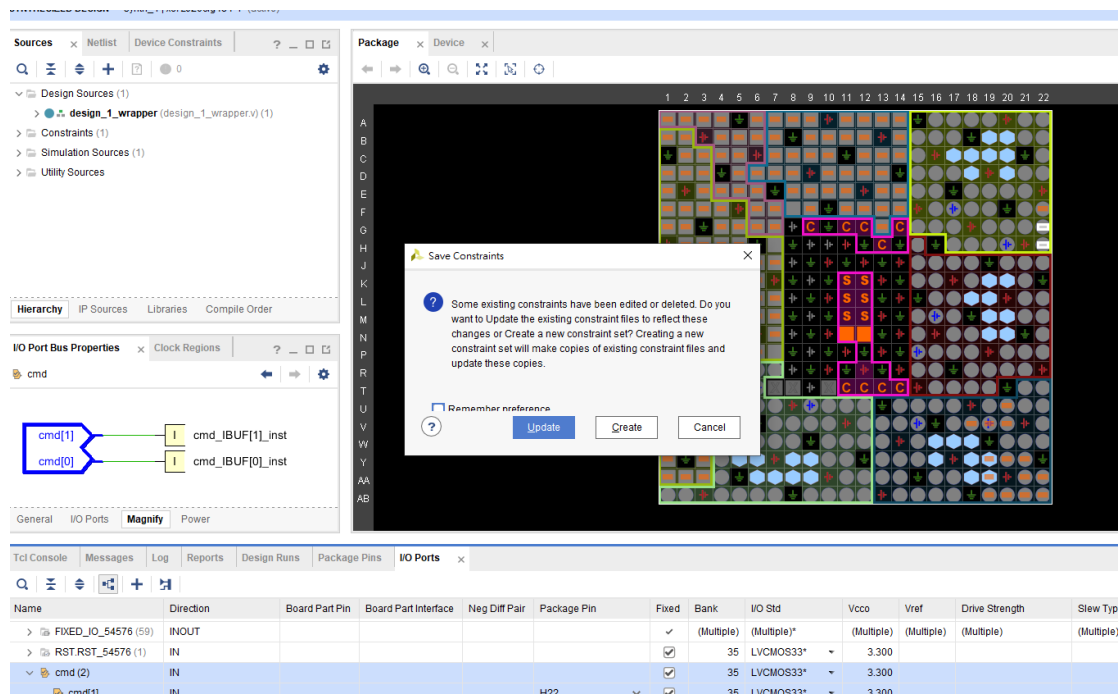 Sources Netlist Device Constraints
0
Design Sources (1)
design_1_wrapper (design_1_wrapper.v) (1)
Constraints (1)
Simulation Sources (1)
Utility Sources
Hierarchy IP Sources Libraries Compile Order
I/O Port Bus Properties Clock Regions
cmd
cmd[1] I cmd_IBUF[1]_inst
cmd[0] I cmd_IBUF[0]_inst
General I/O Ports Magnify Power
Package Device
1 2 3 4 5 6 7 8 9 10 11 12 13 14 15 16 17 18 19 20 21 22
A
B
C
D
E
F
G
H
J
K
L
M
N
P
R
T
U
V
W
Y
AA
AB
C C C C
C
S S
S S
S S
C C C C
Save Constraints
Some existing constraints have been edited or deleted. Do you
want to Update the existing constraint files to reflect these
changes or Create a new constraint set? Creating a new
constraint set will make copies of existing constraint files and
update these copies.
Remember preference
Update Create Cancel
Tcl Console Messages Log Reports Design Runs Package Pins I/O Ports
Name Direction Board Part Pin Board Part Interface Neg Diff Pair Package Pin Fixed Bank I/O Std Vcco Vref Drive Strength Slew Typ
FIXED_IO_54576 (59) INOUT (Multiple) (Multiple)* (Multiple) (Multiple) (Multiple) (Multiple)
RST.RST_54576 (1) IN 35 LVCMOS33* 3.300
cmd (2) IN 35 LVCMOS33* 3.300
cmd[1] IN H22 35 LVCMOS33* 3.300